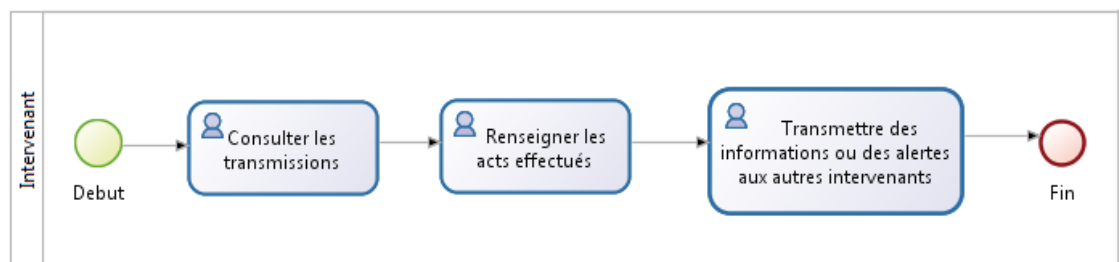 Intervenant
Debut
Consulter les
transmissions
Renseigner les
acts effectués
Transmettre des
informations ou des alertes
aux autres intervenants
Fin